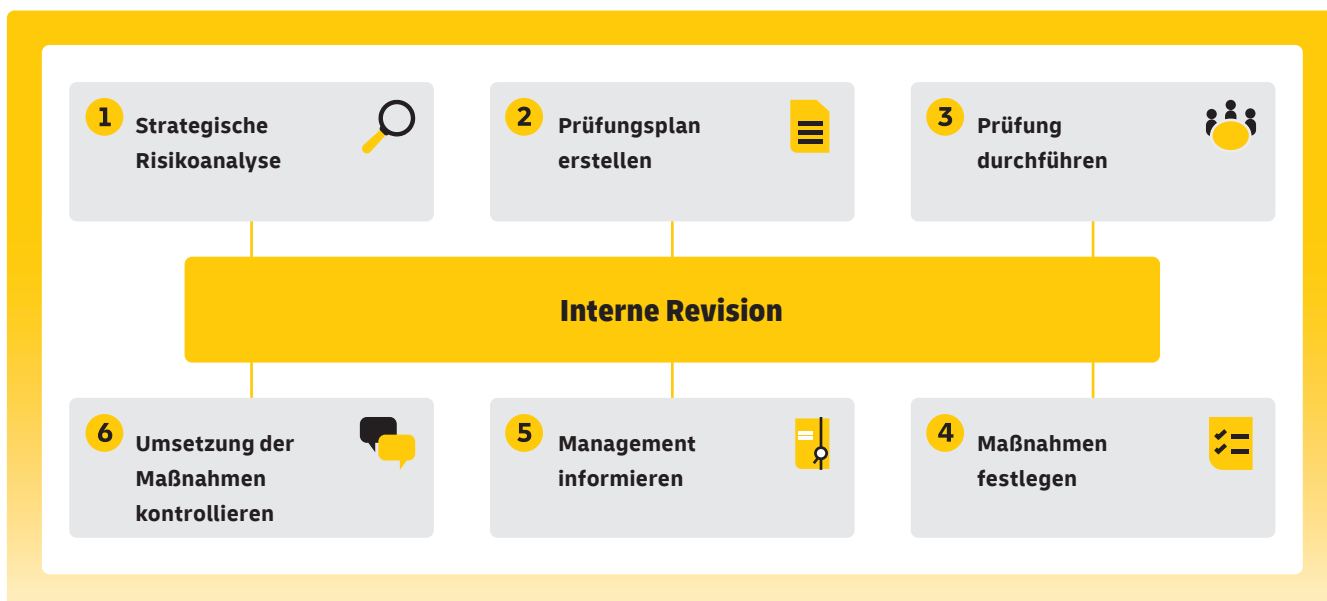 1
Strategische
Risikoanalyse
2
Prüfungsplan
erstellen
3
Prüfung
durchführen
Interne Revision
6
Umsetzung der
Maßnahmen
kontrollieren
5
Management
informieren
4
Maßnahmen
festlegen